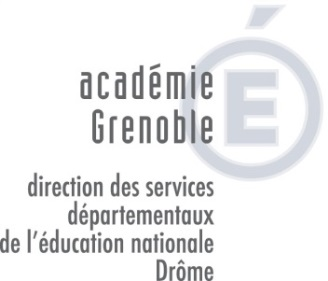 académie
Grenoble
É
direction des services
départementaux
de l'éducation nationale
Drôme